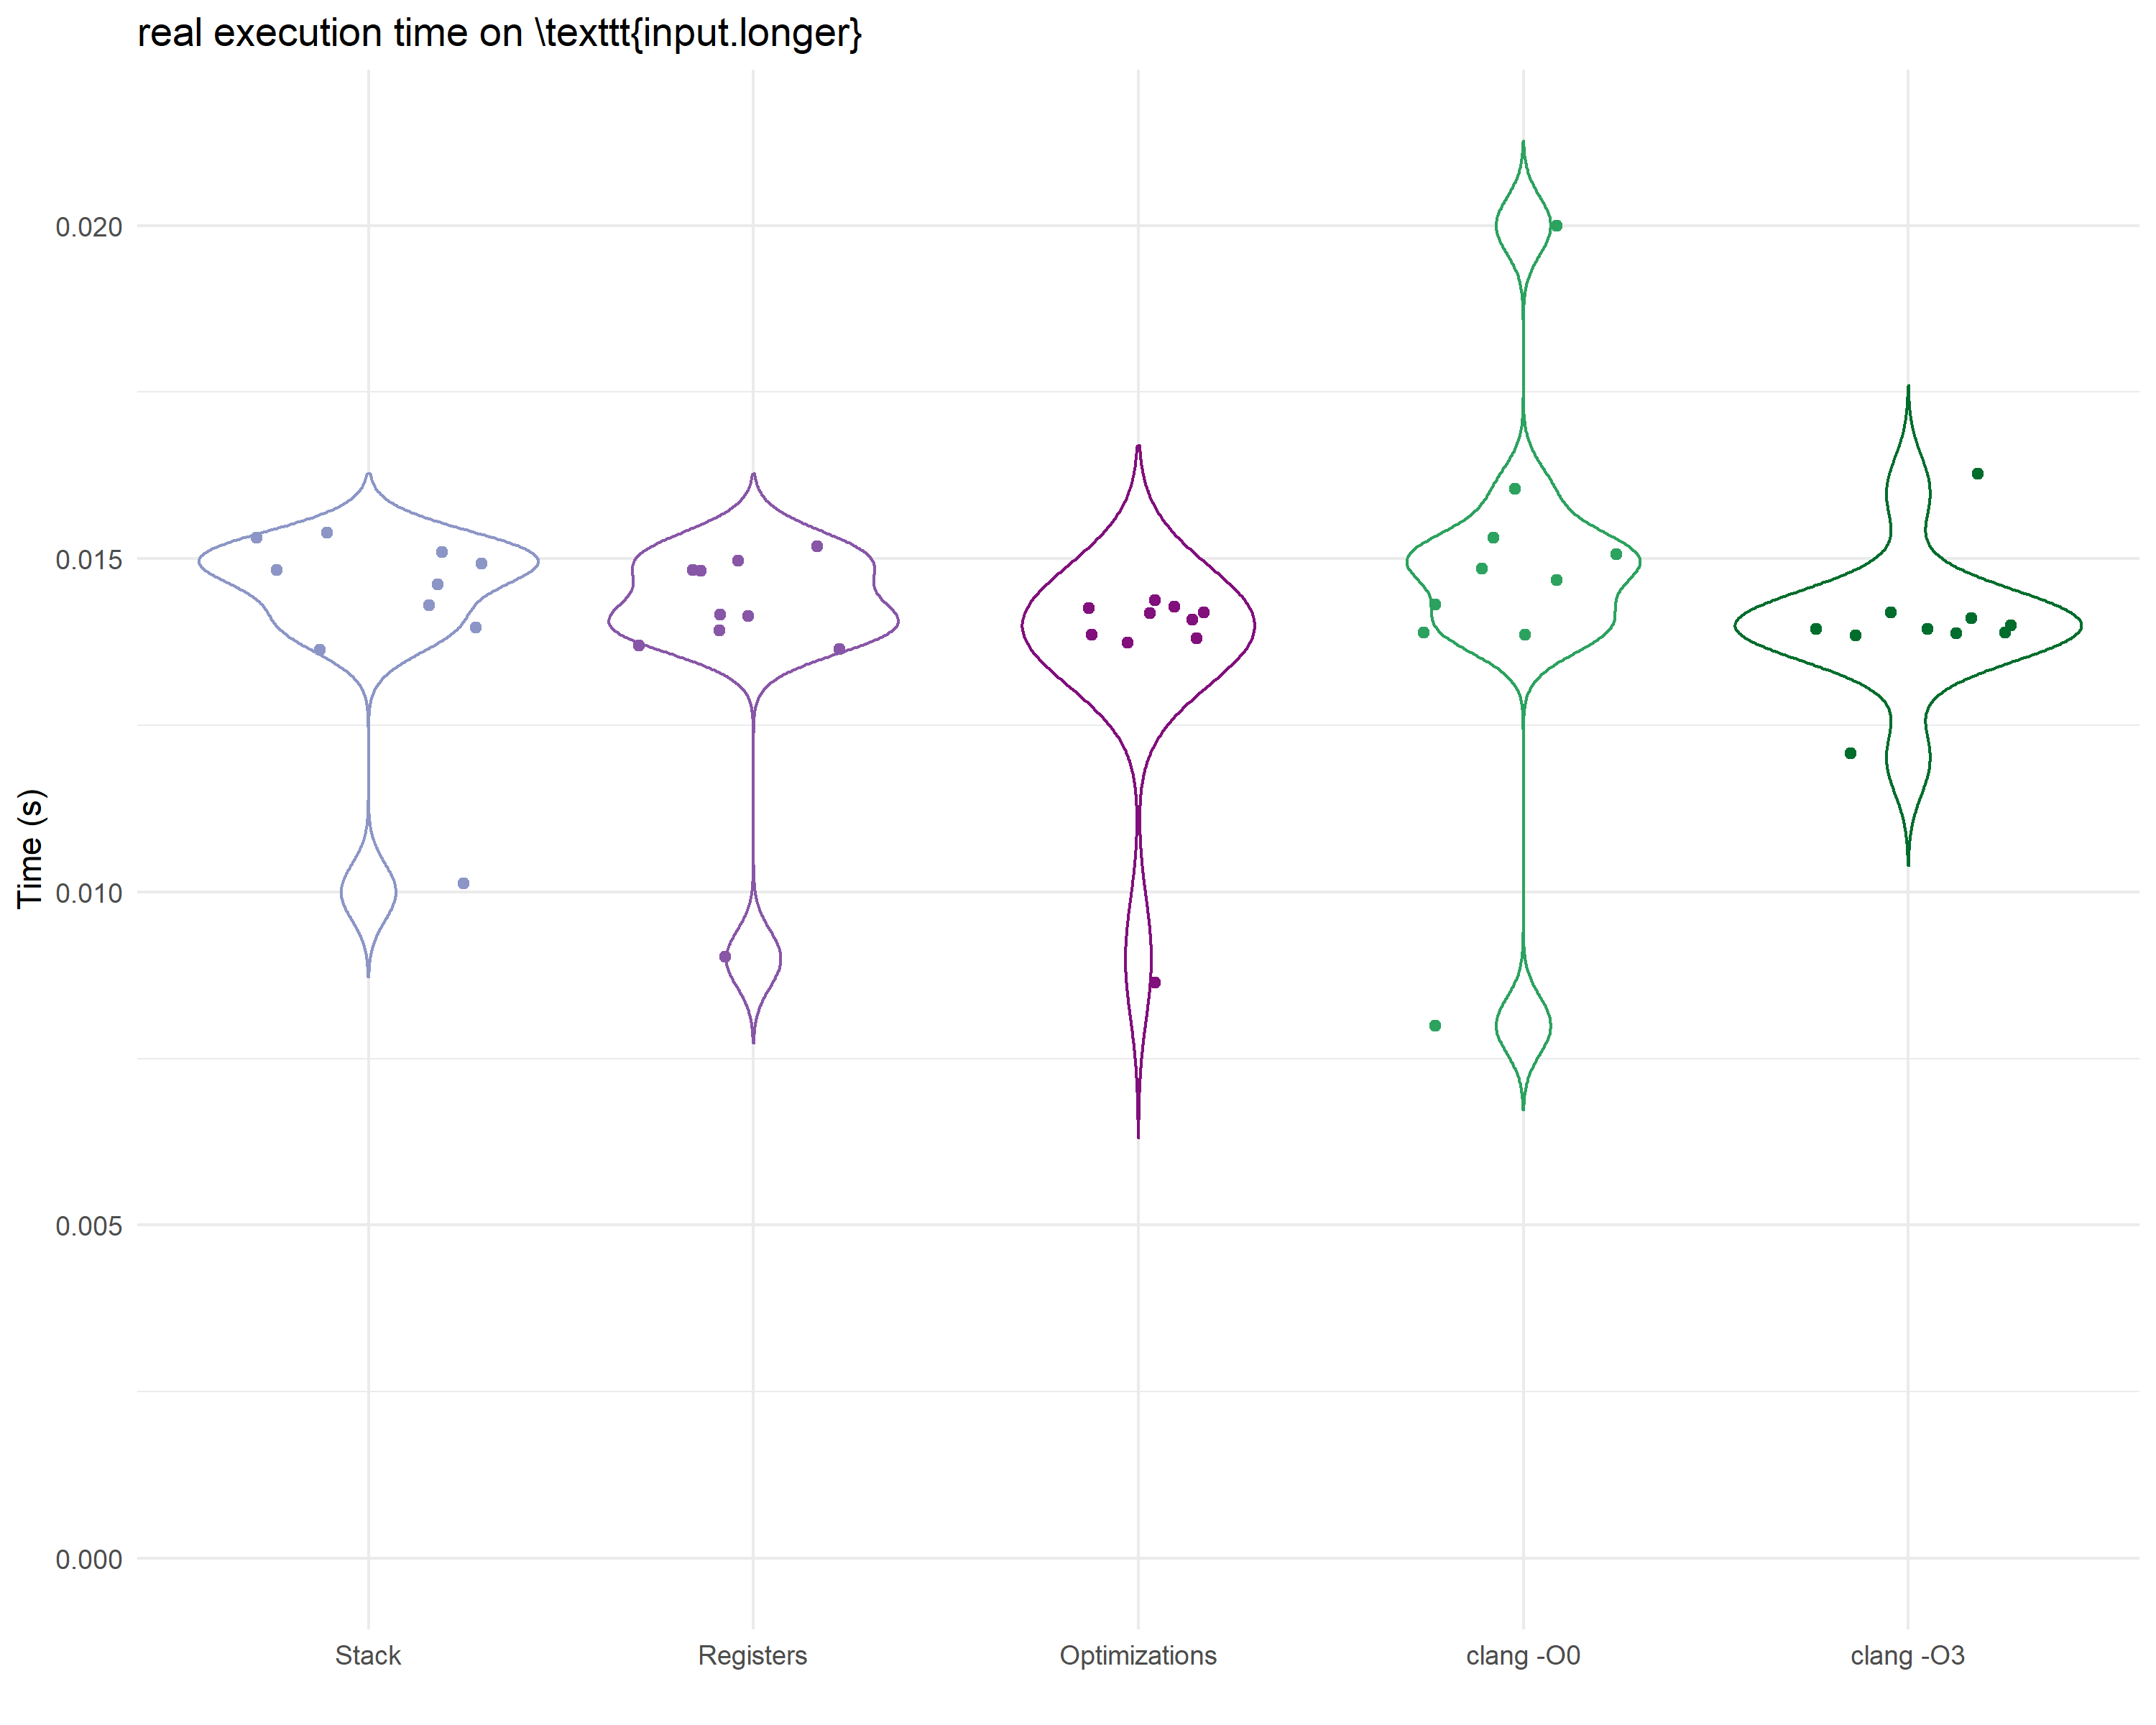 real execution time on \texttt{input.longer}
Time (s)
0.020
0.015
0.010
0.005
0.000
Stack Registers Optimizations clang -O0 clang -O3